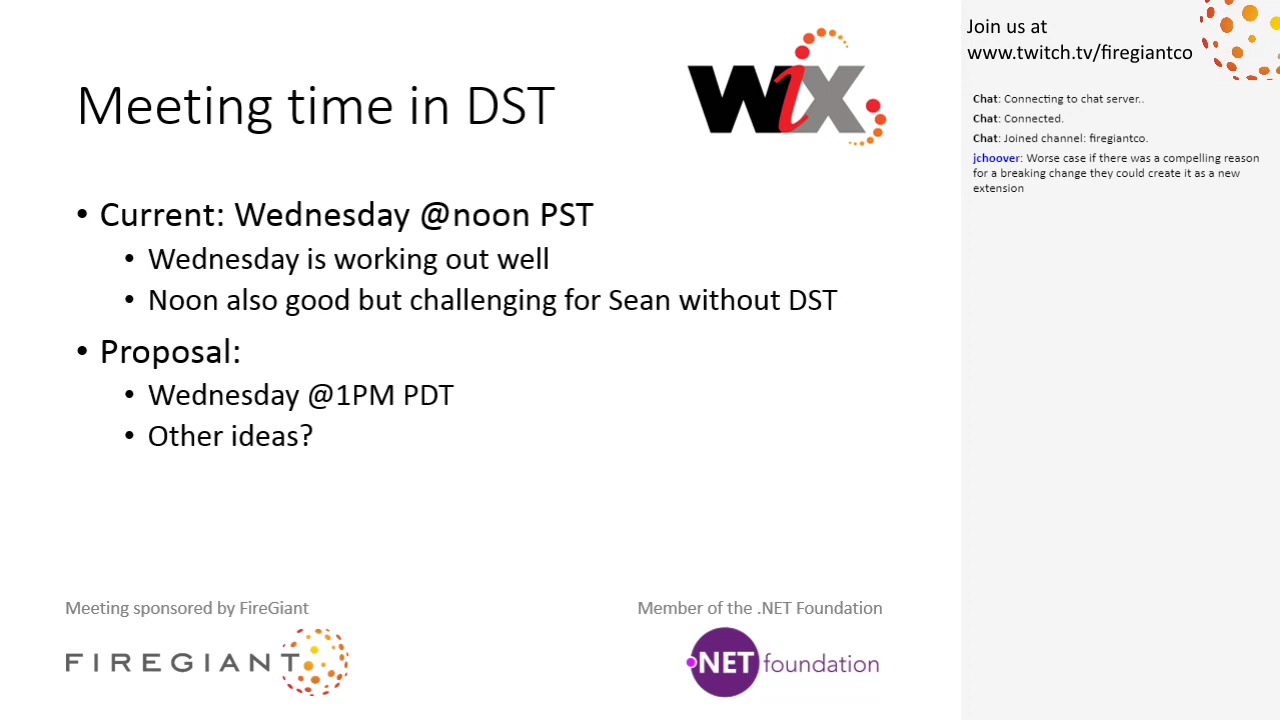 Meeting time in DST
WiX
• Current: Wednesday @noon PST
• Wednesday is working out well
• Noon also good but challenging for Sean without DST
• Proposal:
• Wednesday @1PM PDT
• Other ideas?
Meeting sponsored by FireGiant
FIREGIANT
Member of the .NET Foundation
.NET foundation
Join us at
www.twitch.tv/firegiantco
Chat: Connecting to chat server..
Chat: Connected.
Chat: Joined channel: firegiantco.
jchoover: Worse case if there was a compelling reason
for a breaking change they could create it as a new
extension